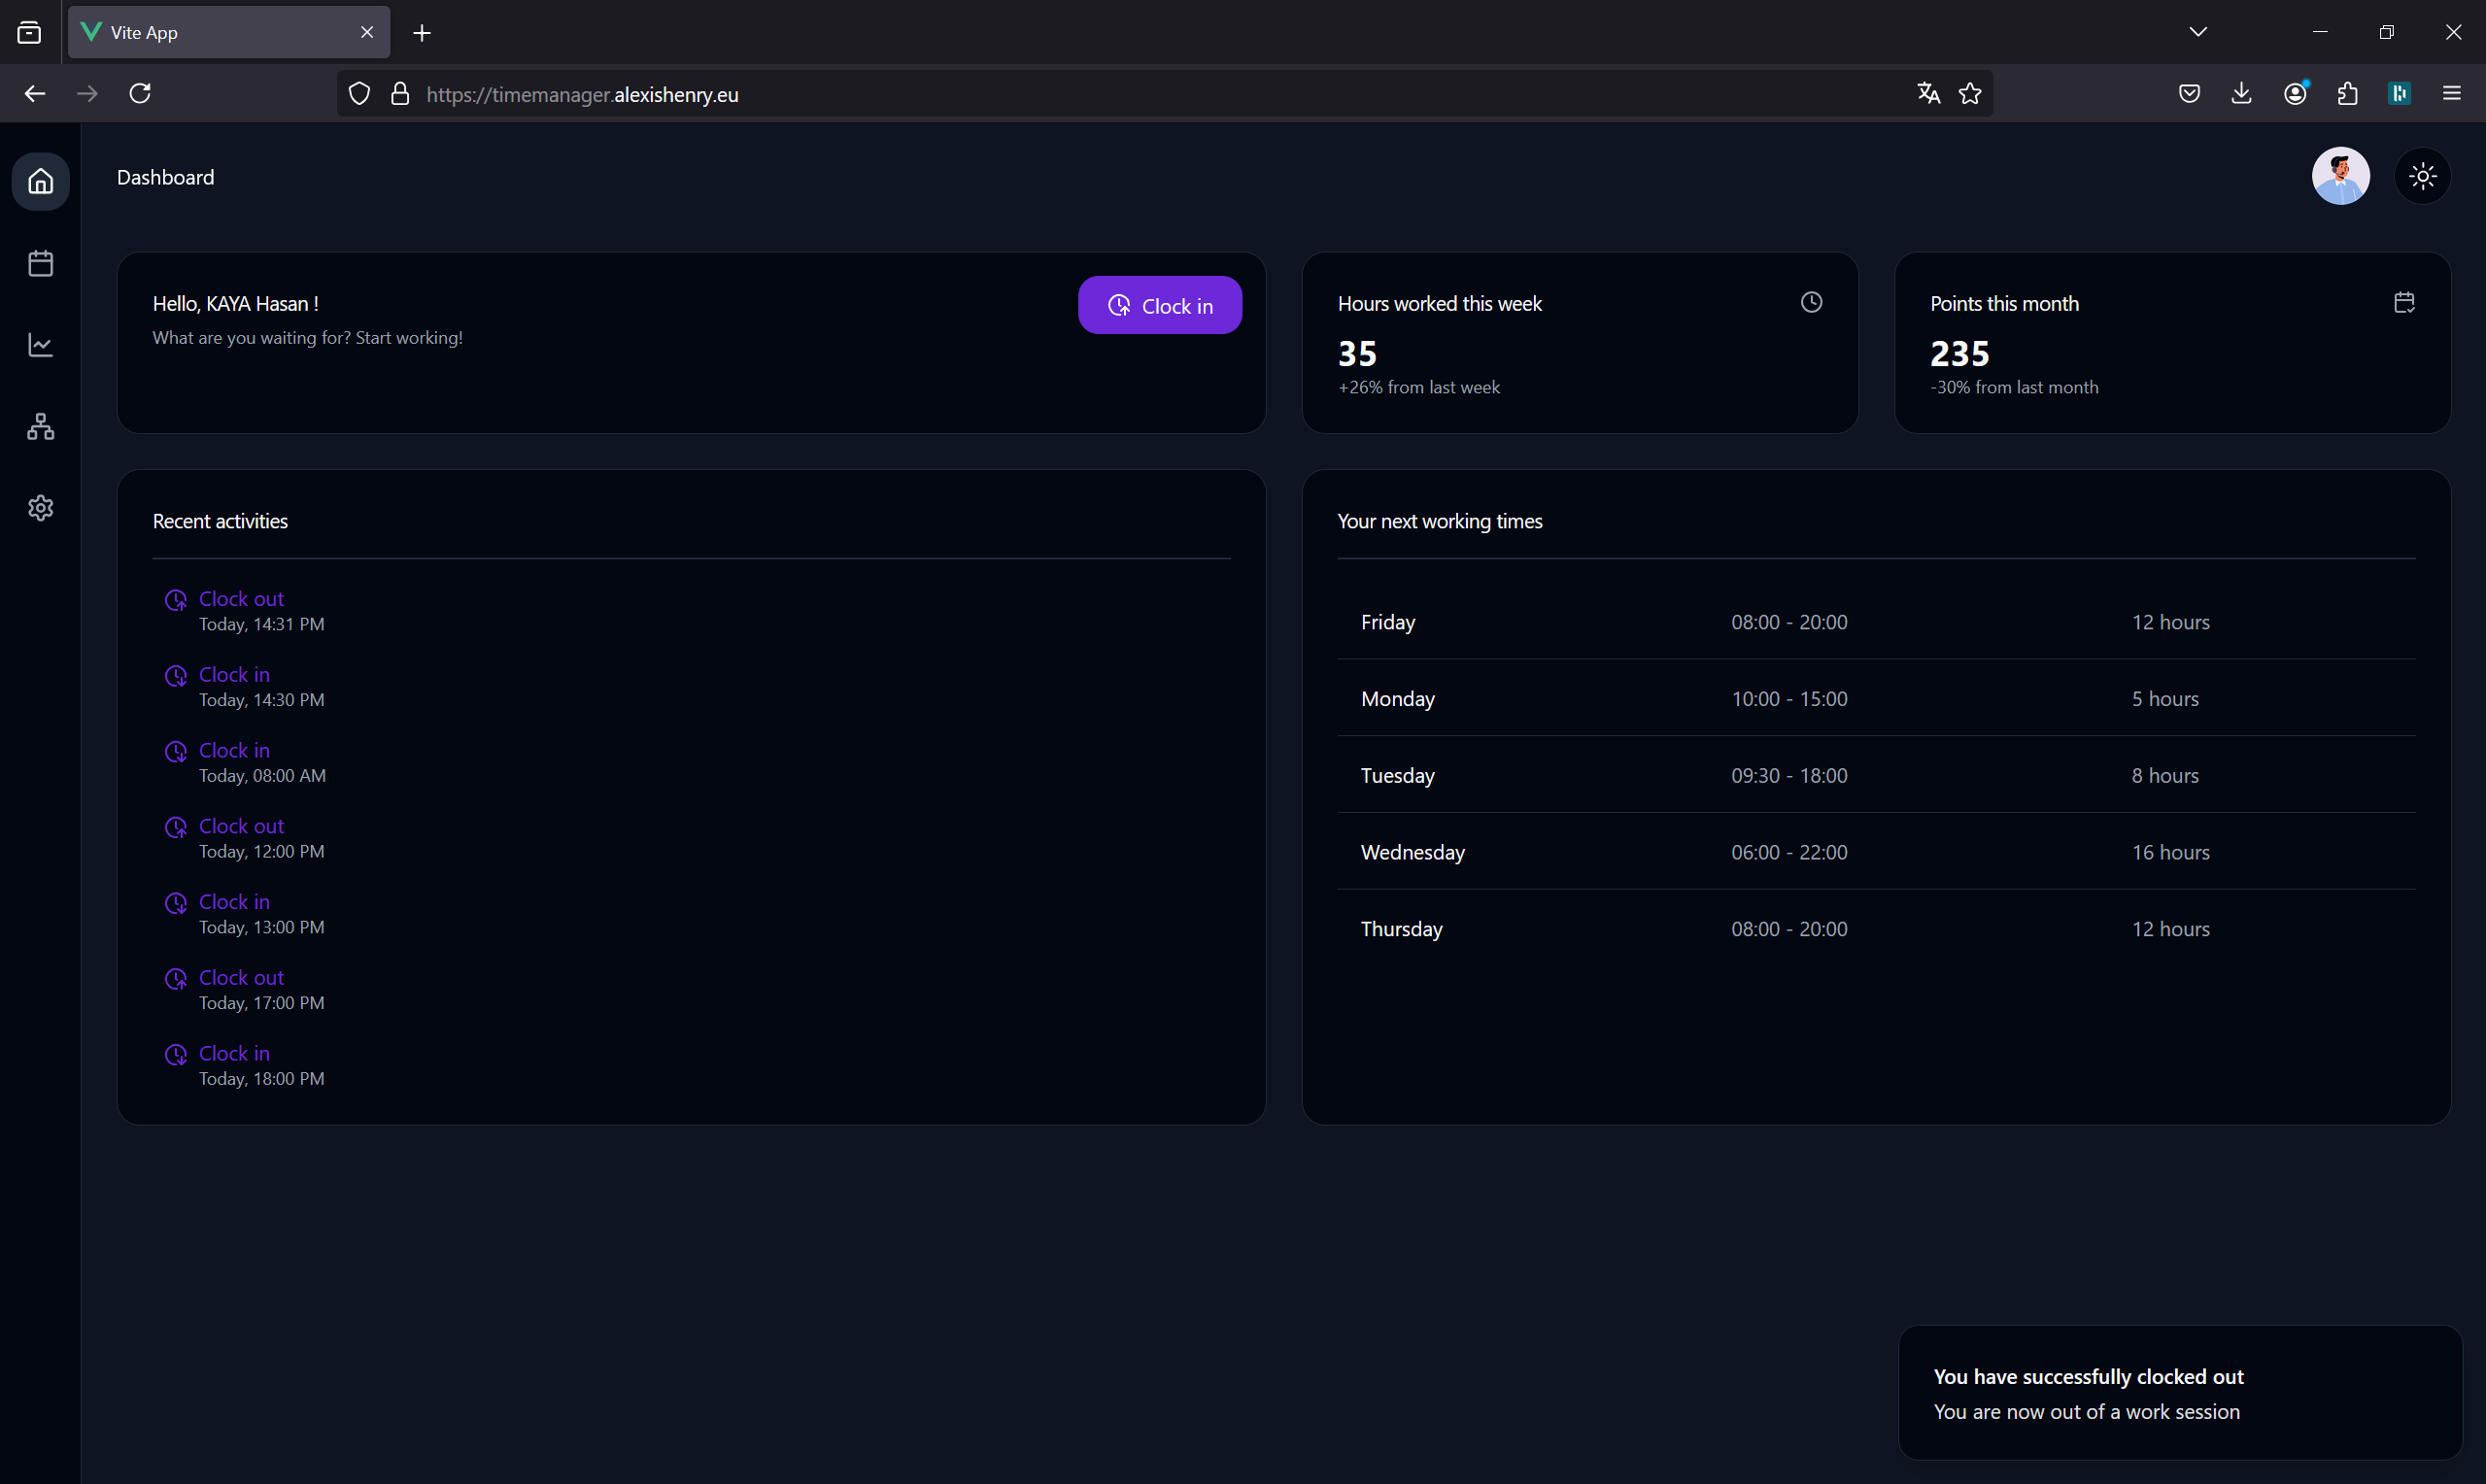 Vite App
https://timemanager.alexishenry.eu
Dashboard
Hello, KAYA Hasan !
What are you waiting for? Start working!
Clock in
Hours worked this week
35
+26% from last week
Points this month
235
-30% from last month
Recent activities
Clock out
Today, 14:31 PM
Clock in
Today, 14:30 PM
Clock in
Today, 08:00 AM
Clock out
Today, 12:00 PM
Clock in
Today, 13:00 PM
Clock out
Today, 17:00 PM
Clock in
Today, 18:00 PM
Your next working times
Friday 08:00 - 20:00 12 hours
Monday 10:00 - 15:00 5 hours
Tuesday 09:30 - 18:00 8 hours
Wednesday 06:00 - 22:00 16 hours
Thursday 08:00 - 20:00 12 hours
You have successfully clocked out
You are now out of a work session